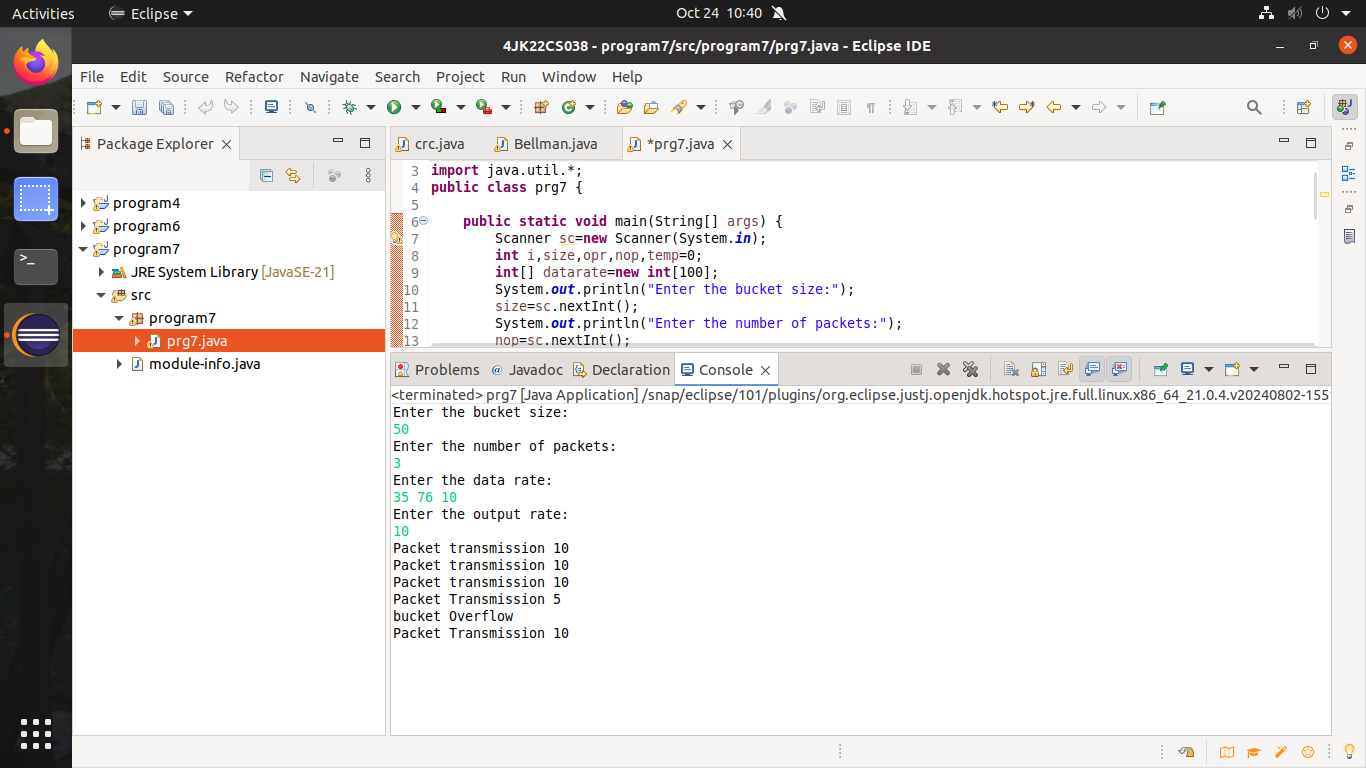 Activities
Eclipse
Oct 24 10:40
4JK22CS038 - program7/src/program7/prg7.java - Eclipse IDE
File Edit Source Refactor Navigate Search Project Run Window Help
Package Explorer
program4
program6
program7
JRE System Library [JavaSE-21]
src
program7
prg7.java
module-info.java
crc.java
Bellman.java
*prg7.java
3 import java.util.*;
4 public class prg7 {
5
6 public static void main(String[] args) {
7 Scanner sc=new Scanner(System.in);
8 int i,size,opr,nop,temp=0;
9 int[] datarate=new int[100];
10 System.out.println("Enter the bucket size:");
11 size=sc.nextInt();
12 System.out.println("Enter the number of packets:");
13 nop=sc.nextInt();
Problems
@ Javadoc
Declaration
Console
<terminated> prg7 [Java Application] /snap/eclipse/101/plugins/org.eclipse.justj.openjdk.hotspot.jre.full.linux.x86_64_21.0.4.v20240802-155
Enter the bucket size:
50
Enter the number of packets:
3
Enter the data rate:
35 76 10
Enter the output rate:
10
Packet transmission 10
Packet transmission 10
Packet transmission 10
Packet Transmission 5
bucket Overflow
Packet Transmission 10